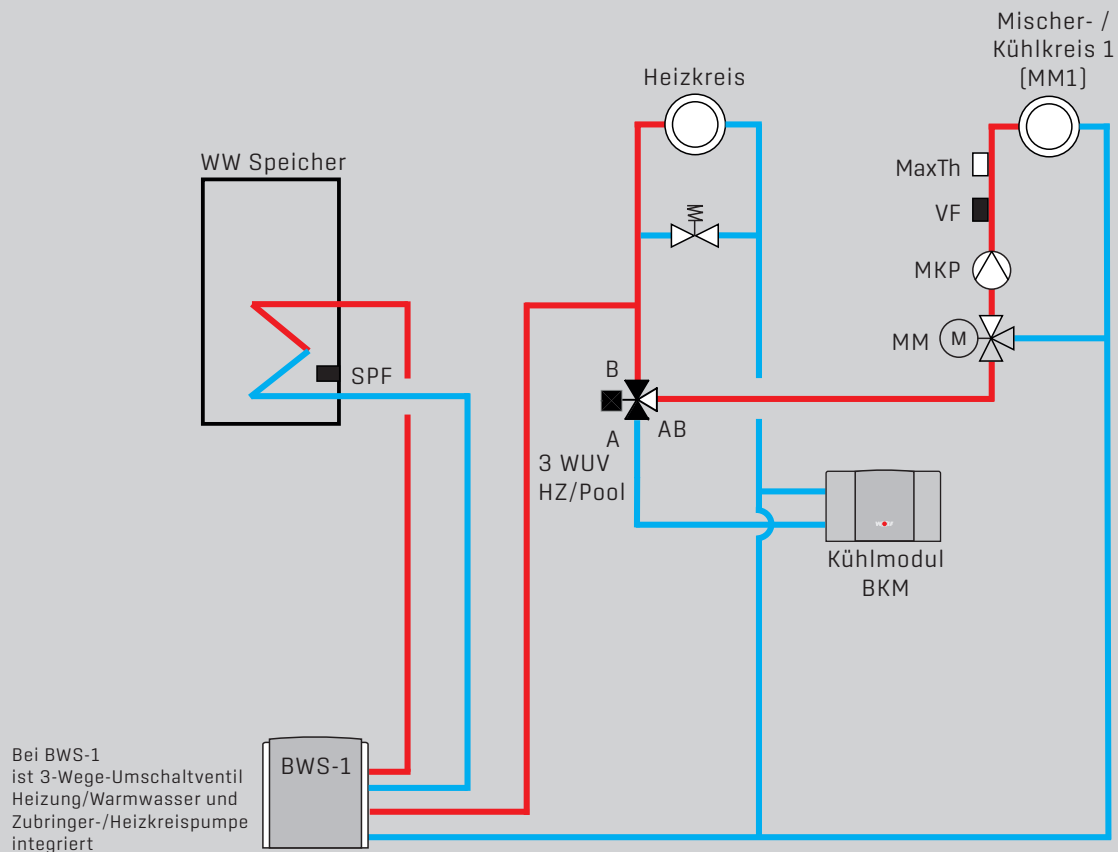 Mischer- /
Kühlkreis 1
(MM1)
Heizkreis
WW Speicher
MaxTh
VF
MKP
MM
M
SPF
B
A
AB
3 WUV
HZ/Pool
Kühlmodul
BKM
BWS-1
Bei BWS-1
ist 3-Wege-Umschaltventil
Heizung/Warmwasser und
Zubringer-/Heizkreispumpe
integriert